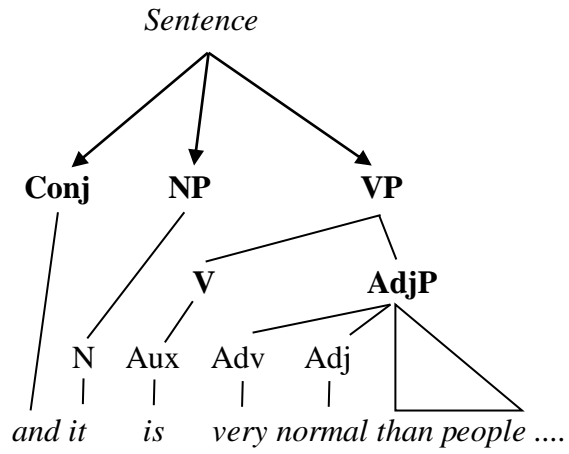 Sentence
Conj NP VP
V AdjP
N Aux Adv Adj
and it is very normal than people ....